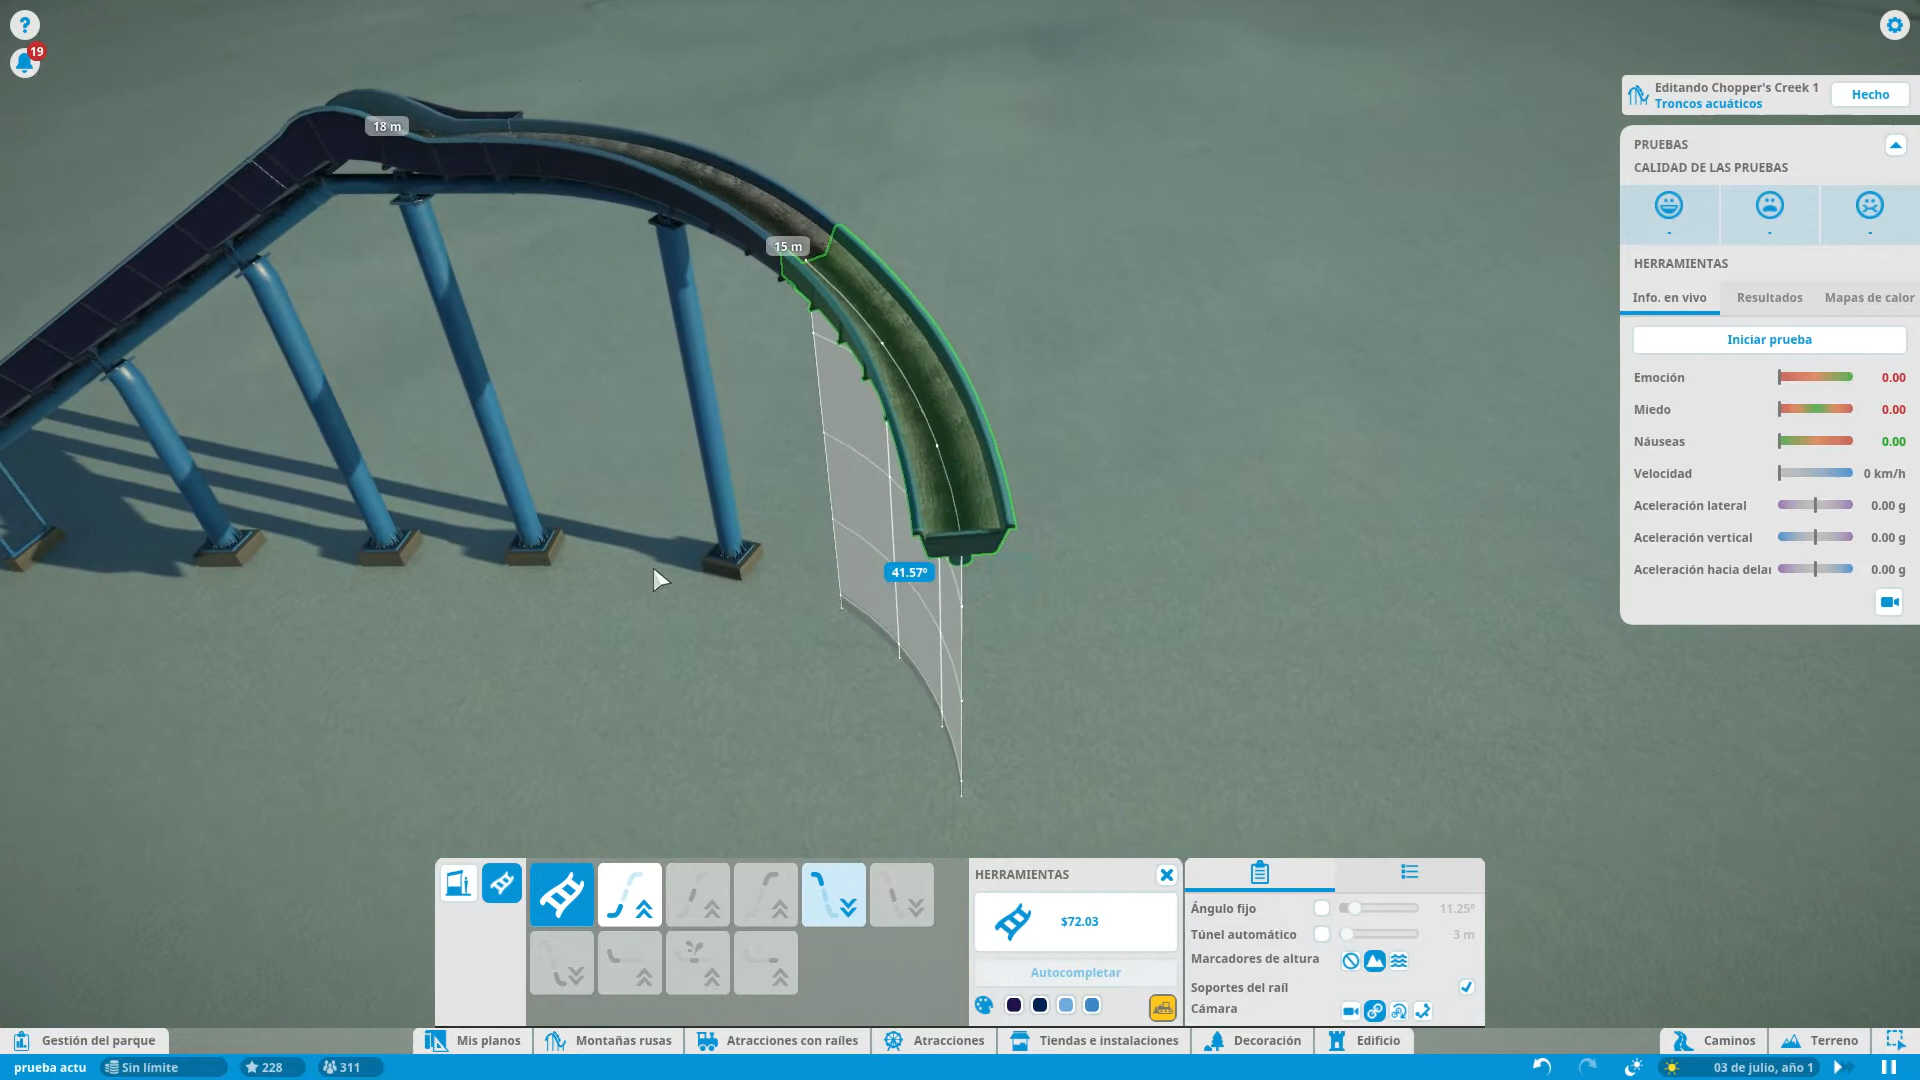 ?
19
18 m
15 m
41.57º
Editando Chopper's Creek 1
Troncos acuáticos
Hecho
PRUEBAS
CALIDAD DE LAS PRUEBAS
- - -
HERRAMIENTAS
Info. en vivo Resultados Mapas de calor
Iniciar prueba
Emoción 0.00
Miedo 0.00
Náuseas 0.00
Velocidad 0 km/h
Aceleración lateral 0.00 g
Aceleración vertical 0.00 g
Aceleración hacia delan 0.00 g
HERRAMIENTAS
$72.03
Autocompletar
Ángulo fijo 11.25º
Túnel automático 3 m
Marcadores de altura
Soportes del raíl
Cámara
Gestión del parque
Mis planos
Montañas rusas
Atracciones con raíles
Atracciones
Tiendas e instalaciones
Decoración
Edificio
Caminos
Terreno
prueba actu Sin límite 228 311
03 de julio, año 1